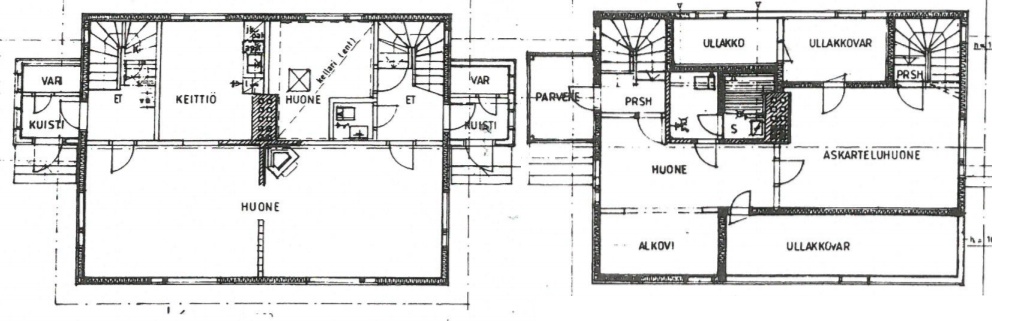 VAR
ET
KEITTIÖ
HUONE
kellari (ent)
ET
VAR
KUISTI
KUISTI
HUONE
ULLAKKO
ULLAKKOVAR
PRSH
PARVEKE
PRSH
S
HUONE
ASKARTELUHUONE
ALKOVI
ULLAKKOVAR